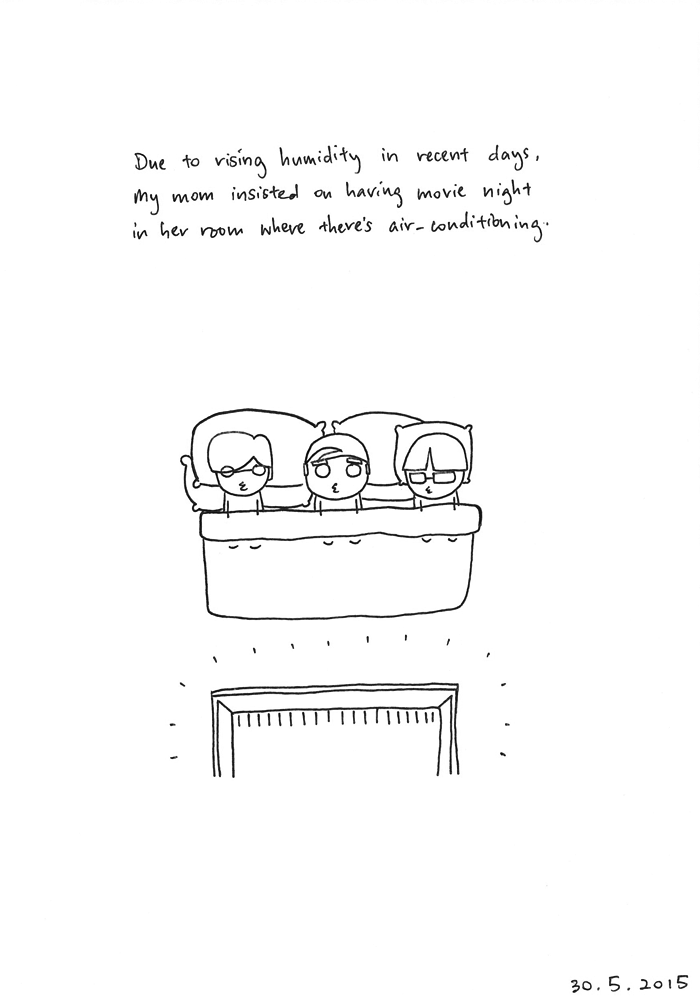 Due to rising humidity in recent days,
my mom insisted on having movie night
in her room where there's air-conditioning..
30.5.2015